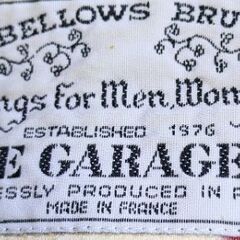 BELLOWS BRU
ngs for Men, Wom
ESTABLISHED 1976
E GARAGE
ESSLY PRODUCED IN F
MADE IN FRANCE